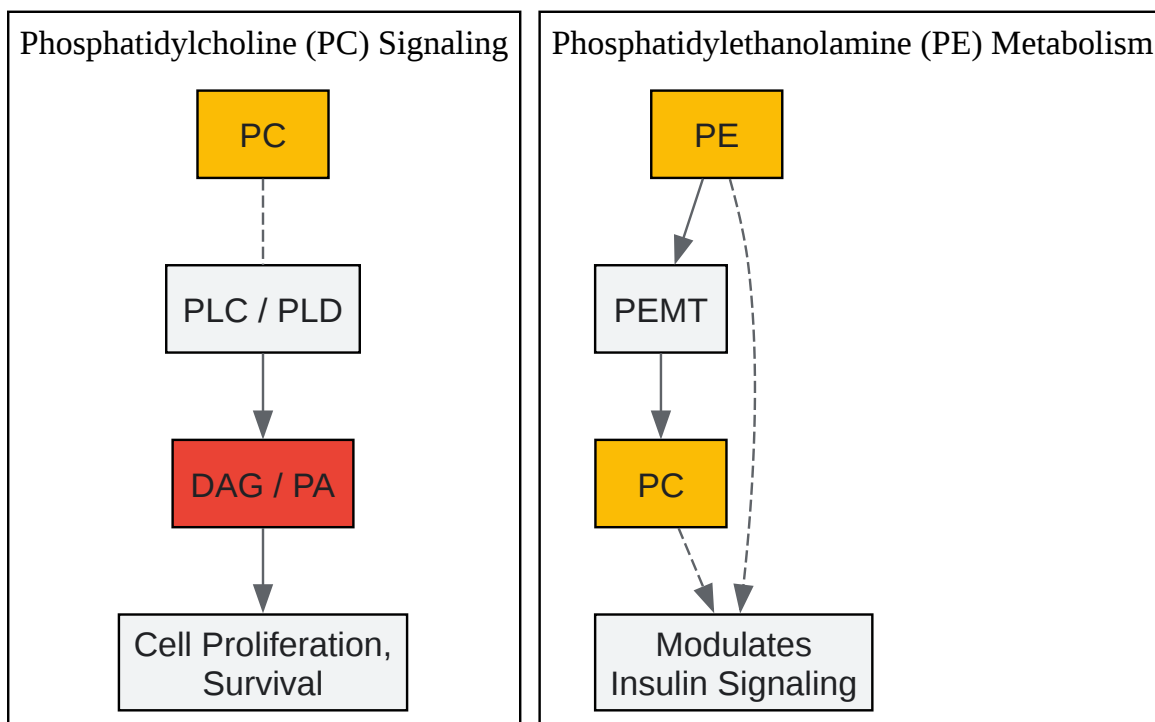 Phosphatidylcholine (PC) Signaling
PC
PLC / PLD
DAG / PA
Cell Proliferation,
Survival
Phosphatidylethanolamine (PE) Metabolism
PE
PEMT
PC
Modulates
Insulin Signaling